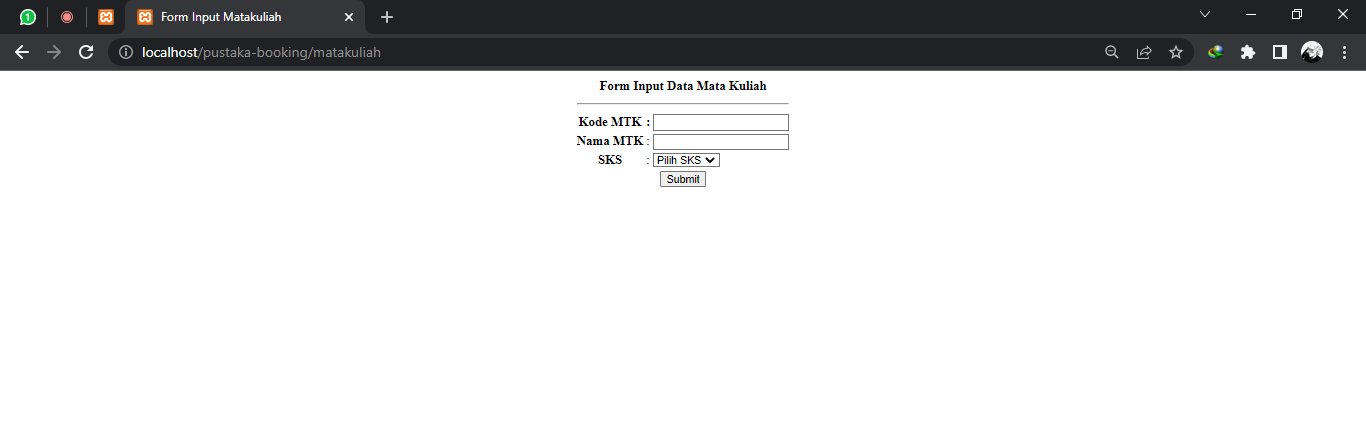 1
Form Input Matakuliah
localhost/pustaka-booking/matakuliah
Form Input Data Mata Kuliah
Kode MTK :
Nama MTK :
SKS : Pilih SKS
Submit